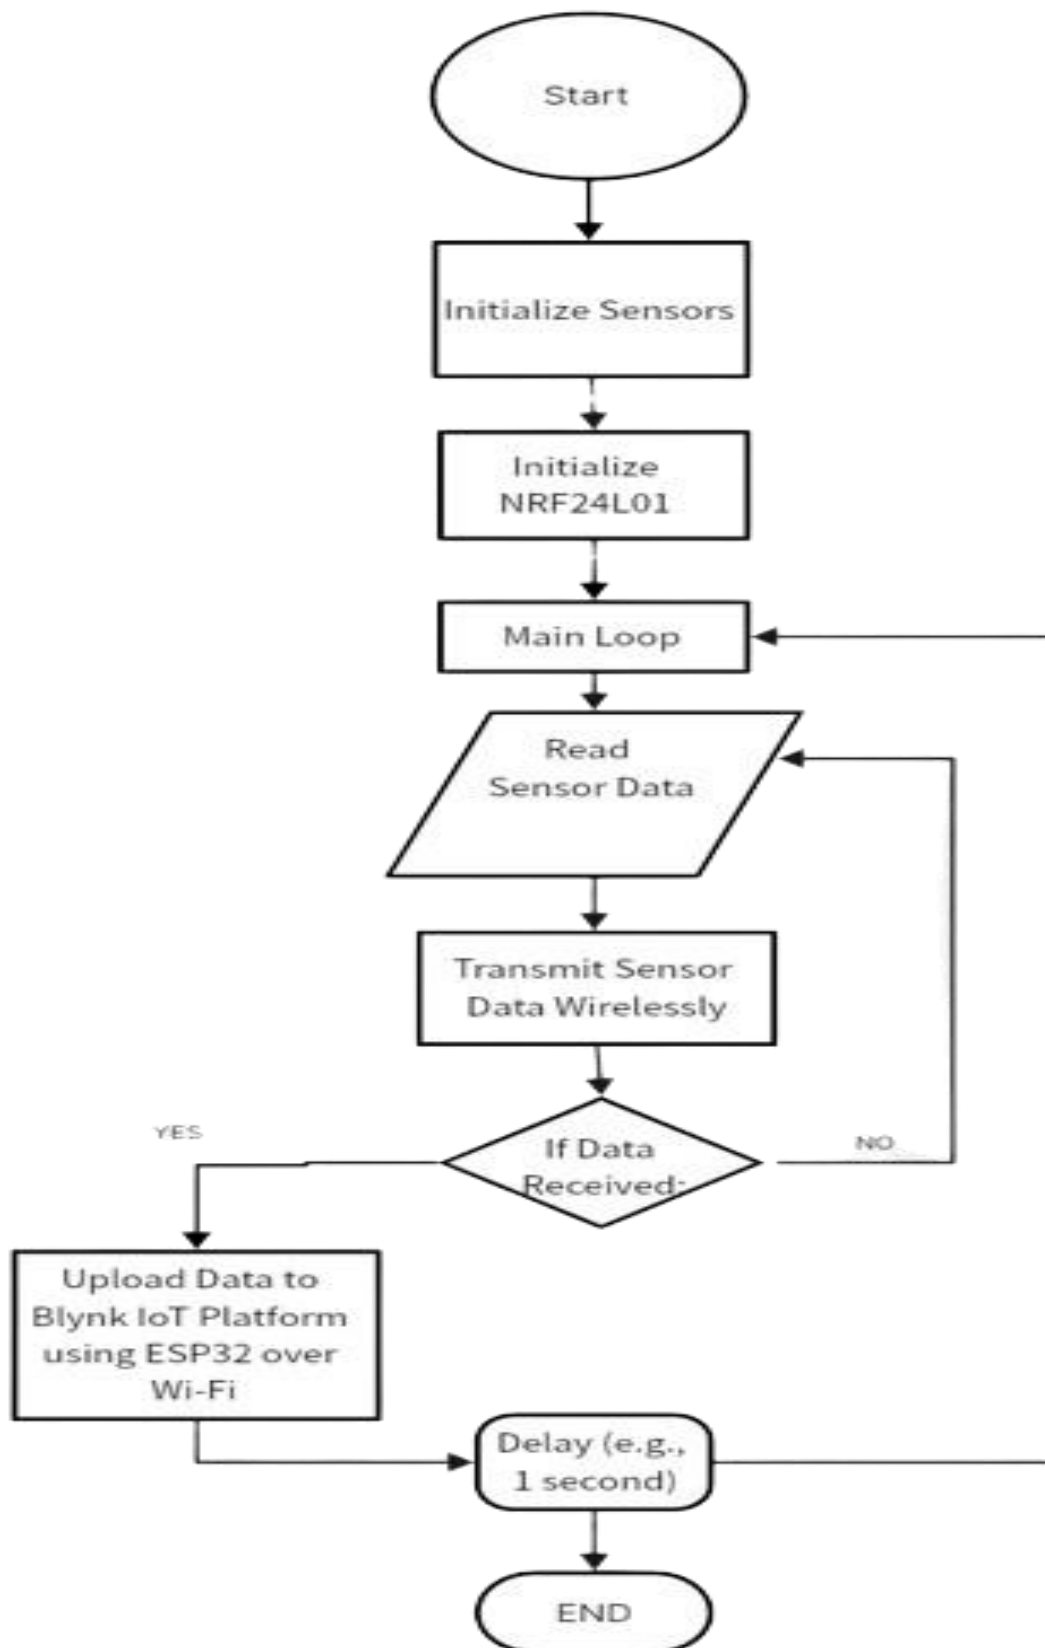 Start
Initialize Sensors
Initialize
NRF24L01
Main Loop
Read
Sensor Data
Transmit Sensor
Data Wirelessly
YES
If Data
Received:
NO
Upload Data to
Blynk IoT Platform
using ESP32 over
Wi-Fi
Delay (e.g.,
1 second)
END